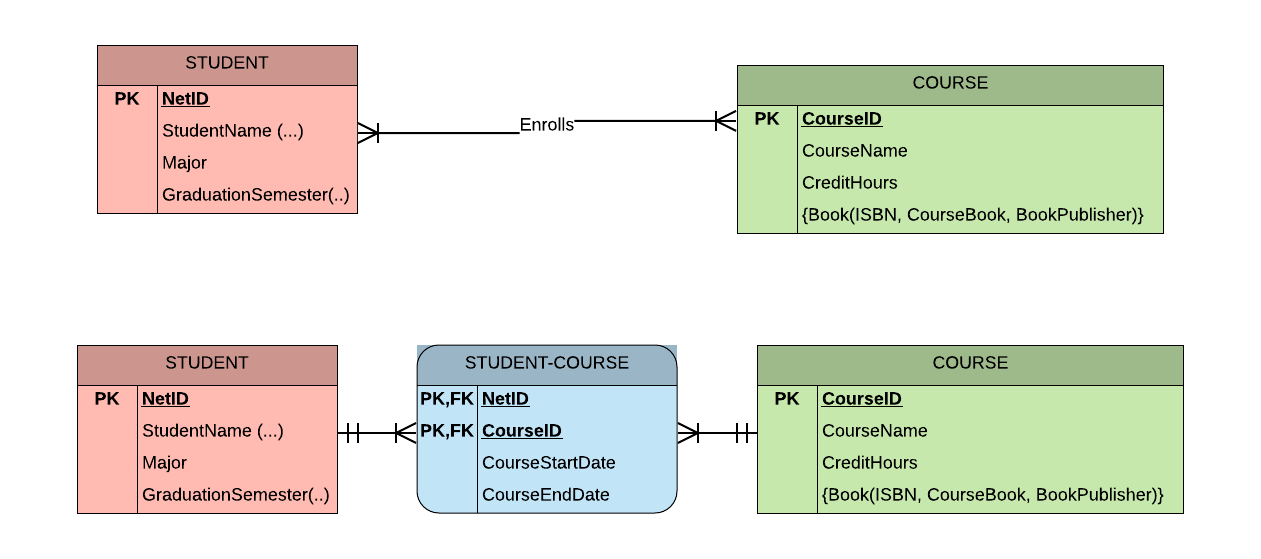 STUDENT
PK NetID
StudentName (...)
Major
GraduationSemester(..)
Enrolls
COURSE
PK CourseID
CourseName
CreditHours
{Book(ISBN, CourseBook, BookPublisher)}
STUDENT
PK NetID
StudentName (...)
Major
GraduationSemester(..)
STUDENT-COURSE
PK,FK NetID
PK,FK CourseID
CourseStartDate
CourseEndDate
COURSE
PK CourseID
CourseName
CreditHours
{Book(ISBN, CourseBook, BookPublisher)}